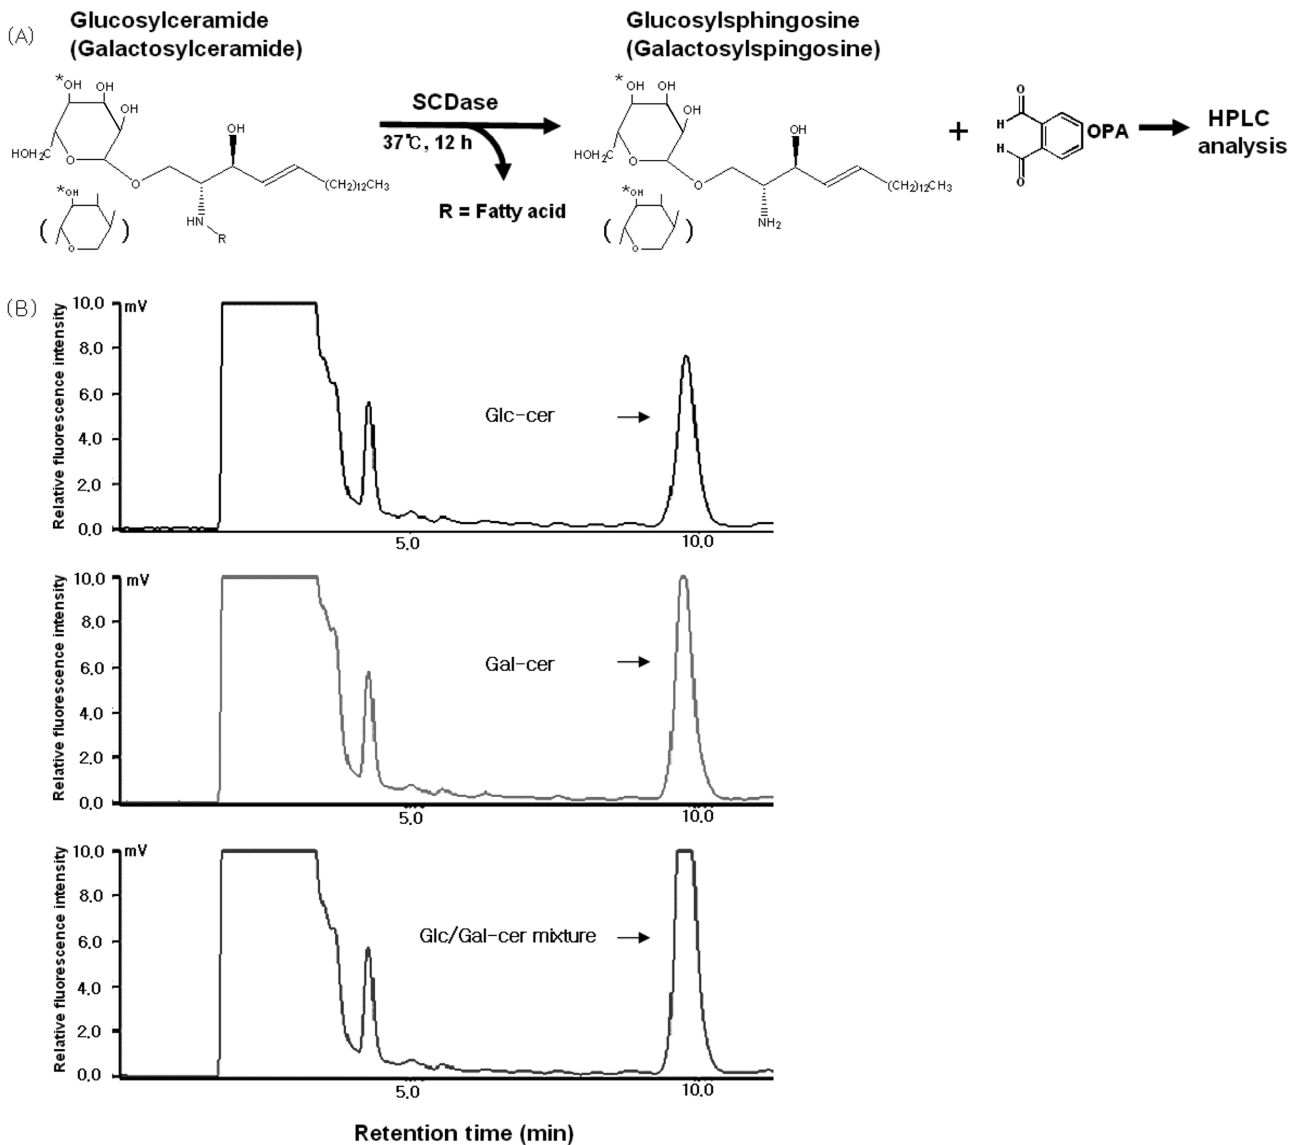 (A)
Glucosylceramide
(Galactosylceramide)
Glucosylsphingosine
(Galactosylspingosine)
*OH OH
OH
OH
HOH2C
O
O
(CH2)12CH3
HN
R
*OH
( O )
SCDase
37℃, 12 h
R = Fatty acid
* OH OH
OH
OH
HOH2C
O
O
(CH2)12CH3
NH2
*OH
( O )
+
O
H
H
O
OPA
HPLC
analysis
(B)
Relative fluorescence intensity
10.0 mV
8.0
6.0
4.0
2.0
0.0
Glc-cer
5.0 10.0
Relative fluorescence intensity
10.0 mV
8.0
6.0
4.0
2.0
0.0
Gal-cer
5.0 10.0
Relative fluorescence intensity
10.0 mV
8.0
6.0
4.0
2.0
0.0
Glc/Gal-cer mixture
5.0 10.0
Retention time (min)